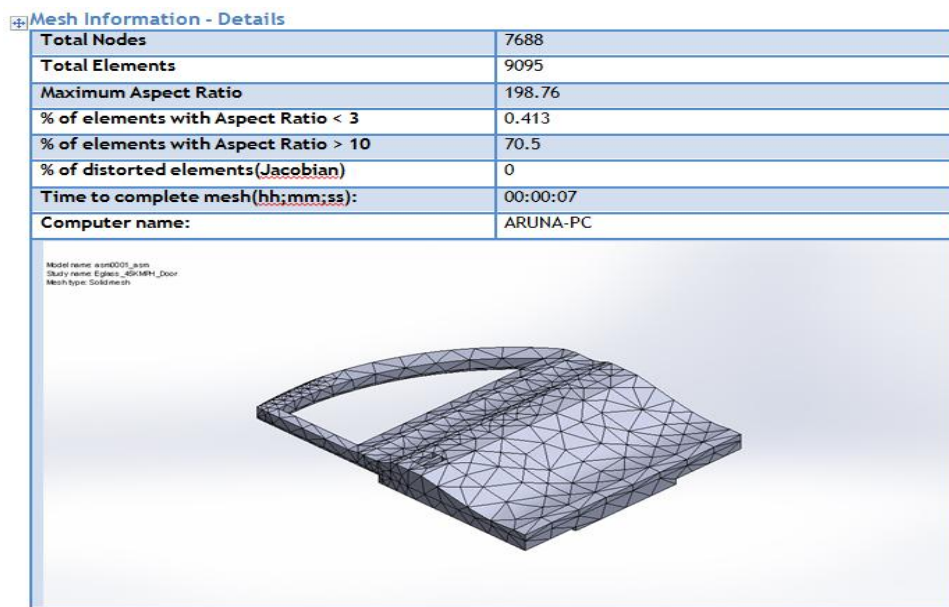 Mesh Information - Details
Total Nodes 7688
Total Elements 9095
Maximum Aspect Ratio 198.76
% of elements with Aspect Ratio < 3 0.413
% of elements with Aspect Ratio > 10 70.5
% of distorted elements(Jacobian) 0
Time to complete mesh(hh;mm;ss): 00:00:07
Computer name: ARUNA-PC
Model name: asm0001_asm
Study name: Eglass_45KMPH_Door
Mesh type: Solid mesh